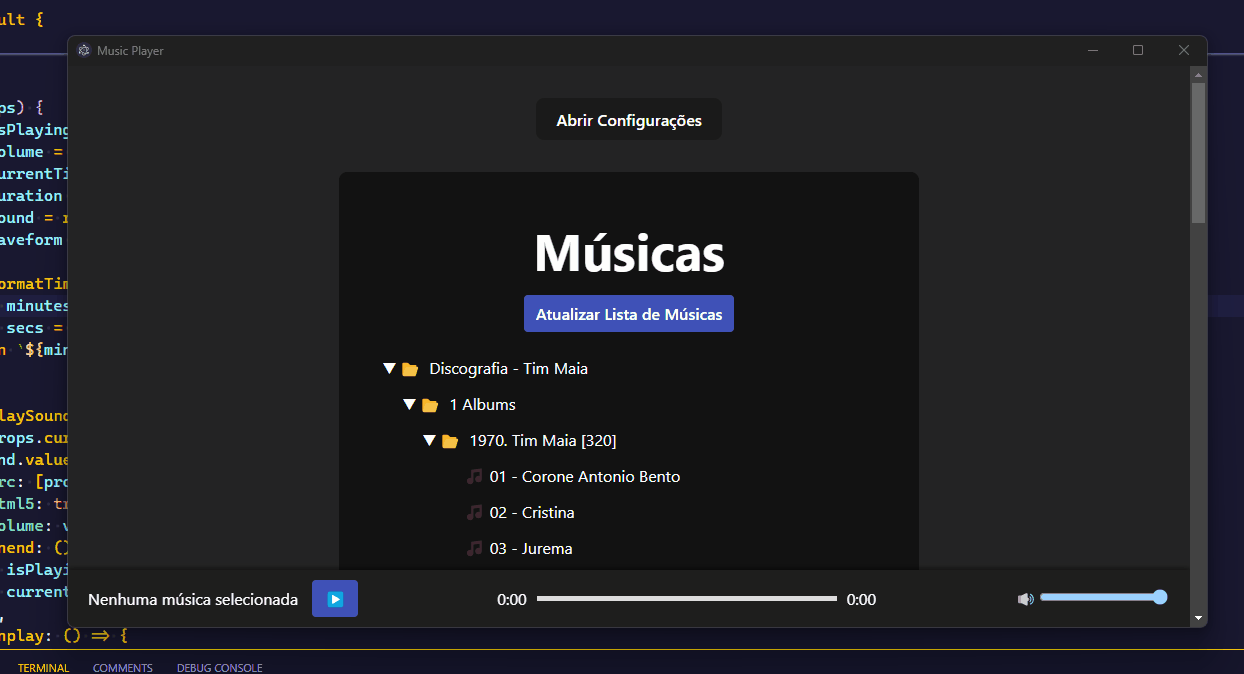 ult {
Music Player
ps) {
sPlaying
olume =
urrentTi
uration
ound = r
aveform
ormatTim
minutes
secs =
n `${min
laySound
rops.cur
nd.value
rc: [pro
tml5: tr
olume: v
nend: ()
isPlayi
current
,
nplay: () => {
Abrir Configurações
Músicas
Atualizar Lista de Músicas
Discografia - Tim Maia
1 Albums
1970. Tim Maia [320]
01 - Corone Antonio Bento
02 - Cristina
03 - Jurema
Nenhuma música selecionada 0:00 0:00
TERMINAL COMMENTS DEBUG CONSOLE